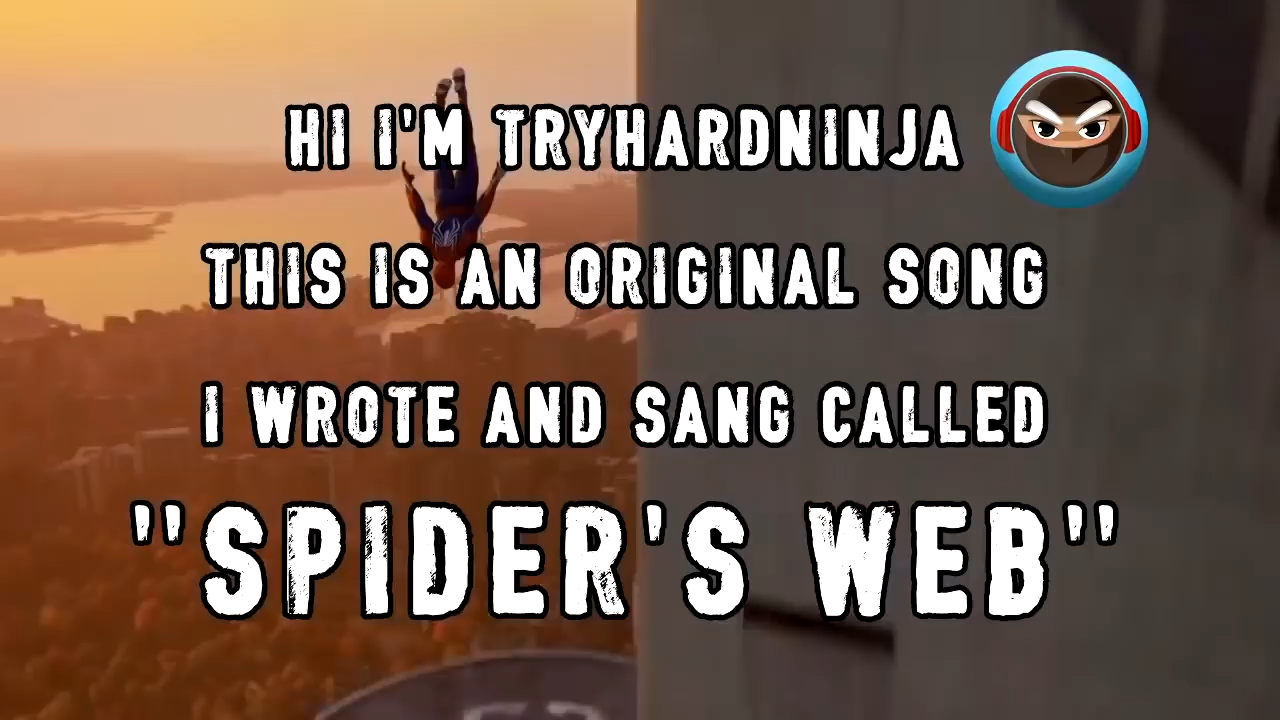 HI I'M TRYHARDNINJA
THIS IS AN ORIGINAL SONG
I WROTE AND SANG CALLED
"SPIDER'S WEB"